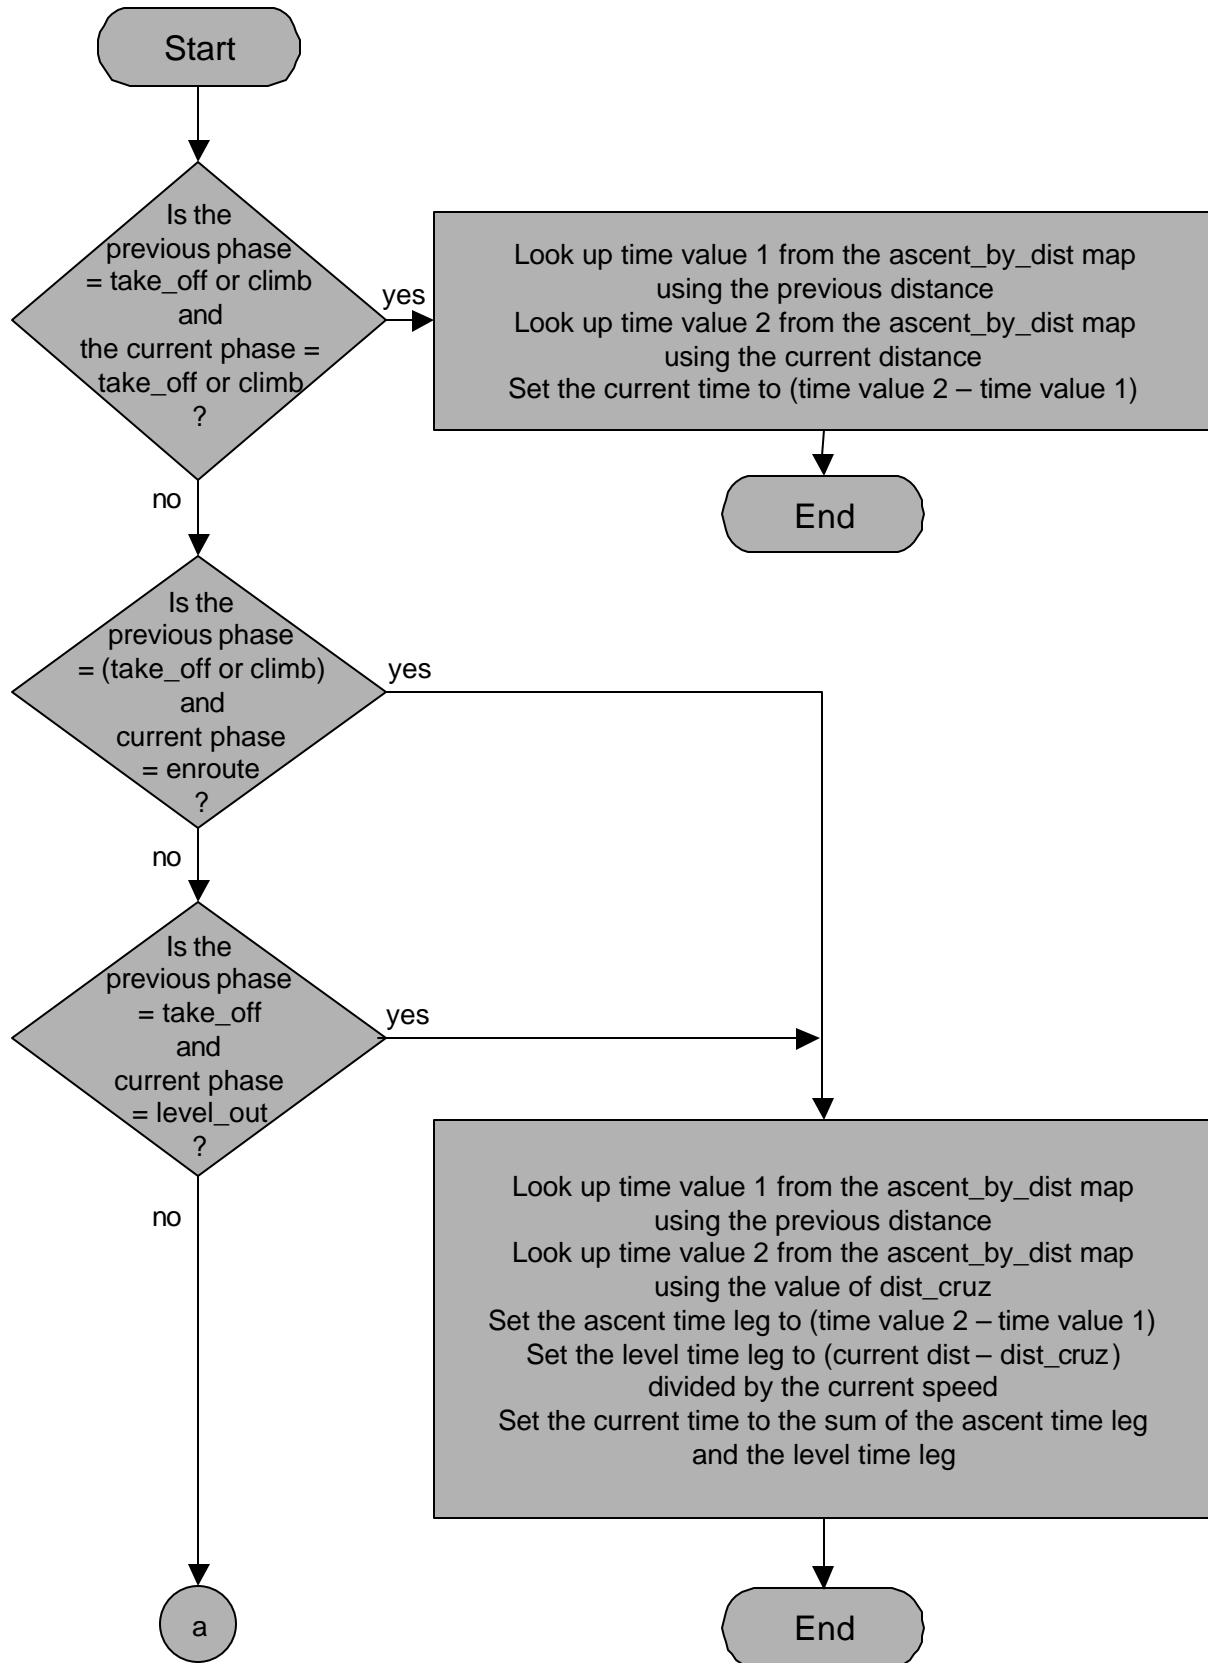 Start
Is the
previous phase
= take_off or climb
and
the current phase =
take_off or climb
?
yes
Look up time value 1 from the ascent_by_dist map
using the previous distance
Look up time value 2 from the ascent_by_dist map
using the current distance
Set the current time to (time value 2 – time value 1)
no
End
Is the
previous phase
= (take_off or climb)
and
current phase
= enroute
?
yes
no
Is the
previous phase
= take_off
and
current phase
= level_out
?
yes
no
Look up time value 1 from the ascent_by_dist map
using the previous distance
Look up time value 2 from the ascent_by_dist map
using the value of dist_cruz
Set the ascent time leg to (time value 2 – time value 1)
Set the level time leg to (current dist – dist_cruz)
divided by the current speed
Set the current time to the sum of the ascent time leg
and the level time leg
a
End